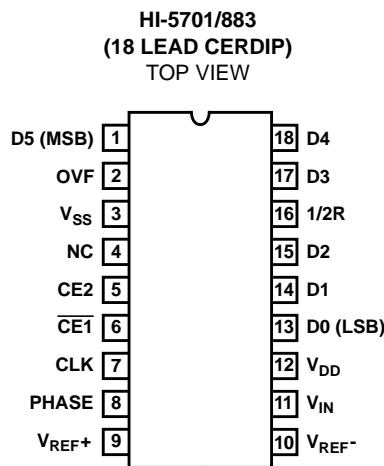 HI-5701/883
(18 LEAD CERDIP)
TOP VIEW
D5 (MSB) 1 18 D4
OVF 2 17 D3
VSS 3 16 1/2R
NC 4 15 D2
CE2 5 14 D1
CE1 6 13 D0 (LSB)
CLK 7 12 VDD
PHASE 8 11 VIN
VREF+ 9 10 VREF-